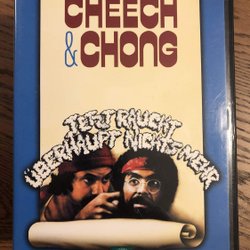 CHEECH
& CHONG
JETZT RAUCHT
ÜBERHAUPT NICHTS MEHR